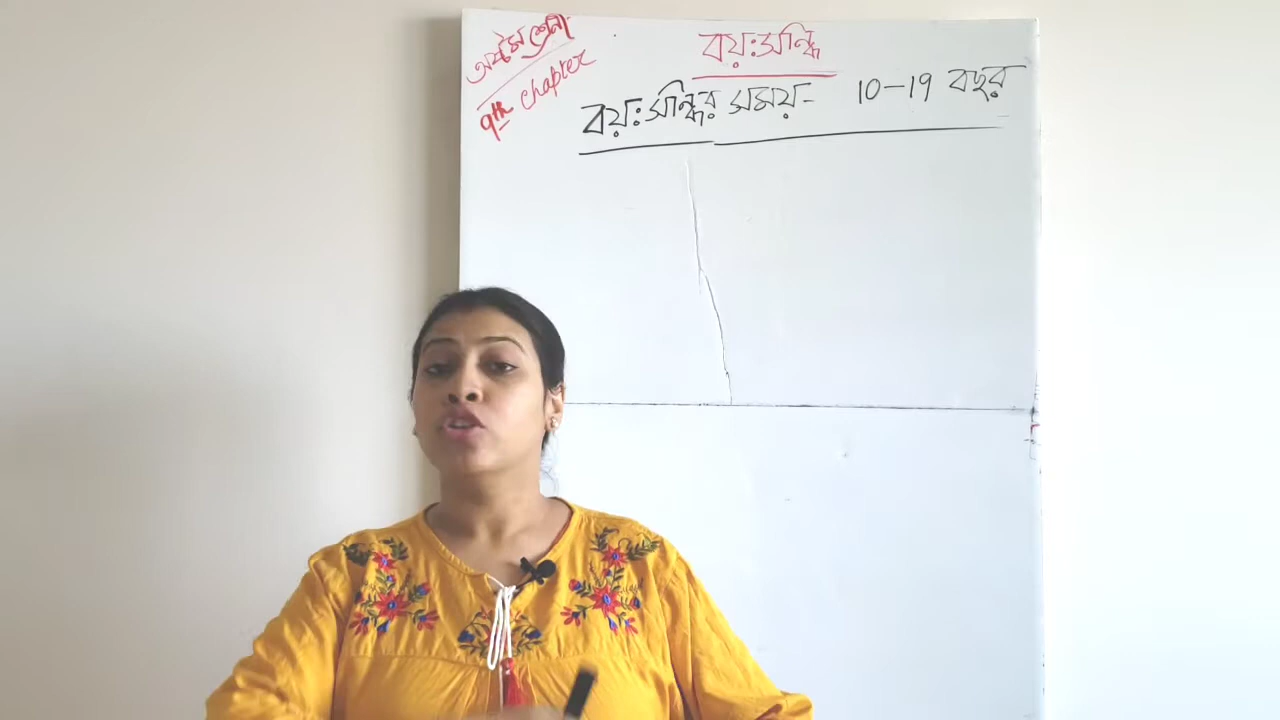 অষ্টম শ্রেনী
9th chapter
বয়ঃসন্ধি
বয়ঃসন্ধির সময়- 10-19 বছর